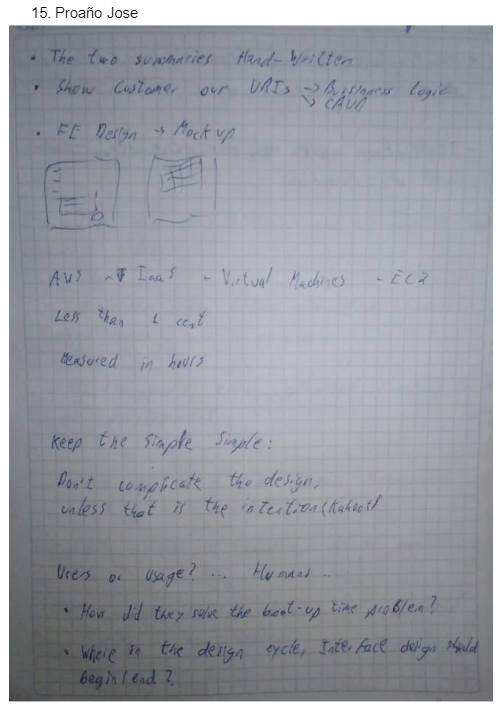 15. Proaño Jose
• The two summaries Hand-Written
• Show Customer our URIs → Bussinness logic
→ CRUD
• FE Design → Mock up
AWS → IaaS - Virtual Machines - EC2
Less than 1 cent
Measured in hours
Keep the simple simple:
Don't complicate the design,
unless that is the intention (Kahoot)
Users or usage? ... Humans ..
• How did they solve the boot-up time problem?
• Where in the design cycle, Interface design should
begin/end?